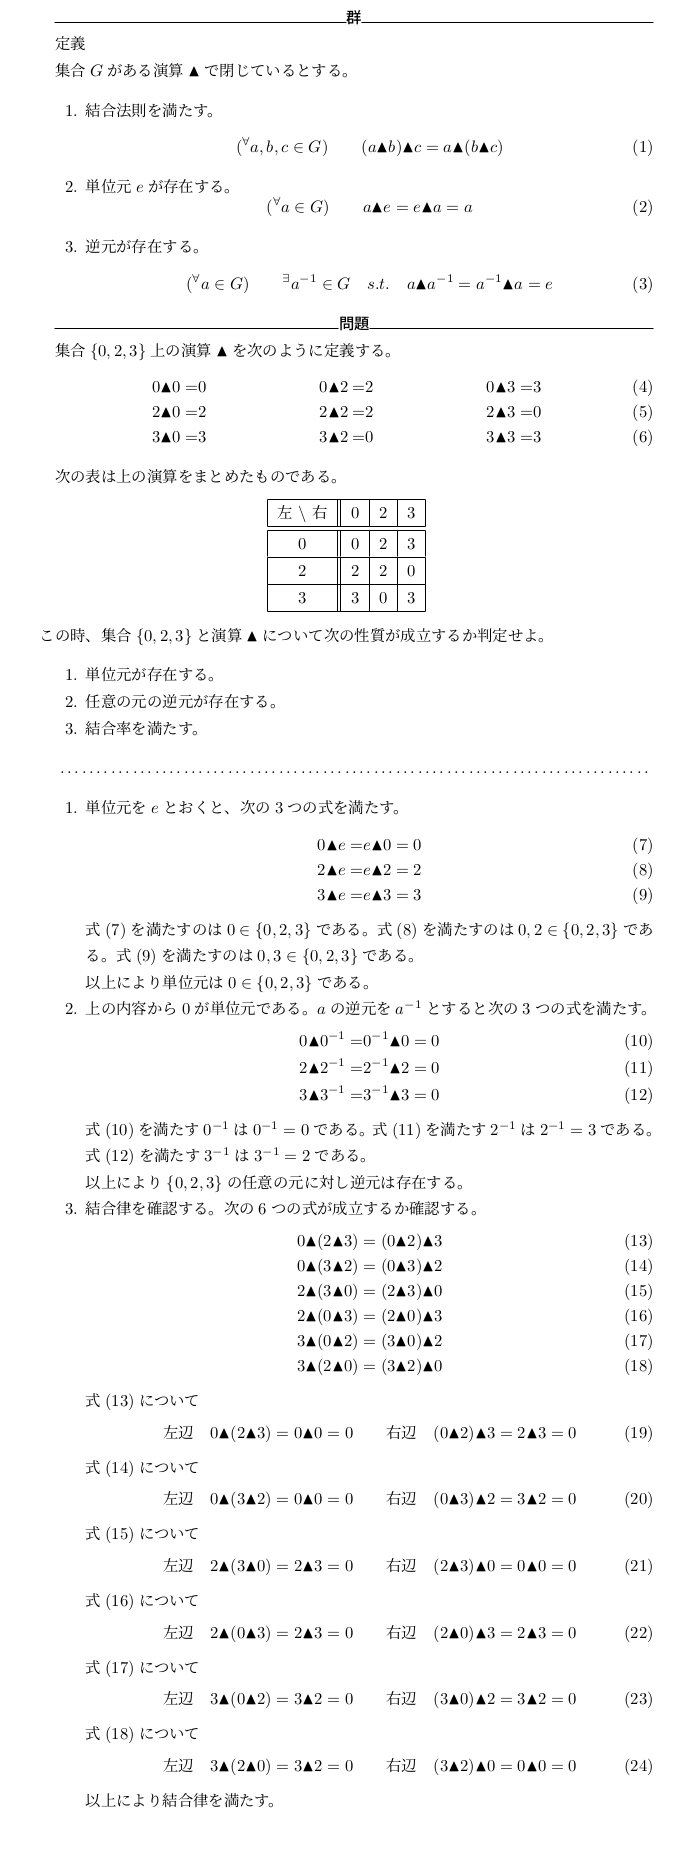 群
定義
集合 G がある演算 ▲ で閉じているとする。
1. 結合法則を満たす。
(∀a, b, c ∈ G)  (a▲b)▲c = a▲(b▲c) (1)
2. 単位元 e が存在する。
(∀a ∈ G)  a▲e = e▲a = a (2)
3. 逆元が存在する。
(∀a ∈ G)  ∃a⁻¹ ∈ G  s.t.  a▲a⁻¹ = a⁻¹▲a = e (3)
問題
集合 {0, 2, 3} 上の演算 ▲ を次のように定義する。
0▲0 =0 0▲2 =2 0▲3 =3 (4)
2▲0 =2 2▲2 =2 2▲3 =0 (5)
3▲0 =3 3▲2 =0 3▲3 =3 (6)
次の表は上の演算をまとめたものである。
左 \ 右 0 2 3
0 0 2 3
2 2 2 0
3 3 0 3
この時、集合 {0, 2, 3} と演算 ▲ について次の性質が成立するか判定せよ。
1. 単位元が存在する。
2. 任意の元の逆元が存在する。
3. 結合率を満たす。
1. 単位元を e とおくと、次の 3 つの式を満たす。
0▲e =e▲0 = 0 (7)
2▲e =e▲2 = 2 (8)
3▲e =e▲3 = 3 (9)
式 (7) を満たすのは 0 ∈ {0, 2, 3} である。式 (8) を満たすのは 0, 2 ∈ {0, 2, 3} であ
る。式 (9) を満たすのは 0, 3 ∈ {0, 2, 3} である。
以上により単位元は 0 ∈ {0, 2, 3} である。
2. 上の内容から 0 が単位元である。a の逆元を a⁻¹ とすると次の 3 つの式を満たす。
0▲0⁻¹ =0⁻¹▲0 = 0 (10)
2▲2⁻¹ =2⁻¹▲2 = 0 (11)
3▲3⁻¹ =3⁻¹▲3 = 0 (12)
式 (10) を満たす 0⁻¹ は 0⁻¹ = 0 である。式 (11) を満たす 2⁻¹ は 2⁻¹ = 3 である。
式 (12) を満たす 3⁻¹ は 3⁻¹ = 2 である。
以上により {0, 2, 3} の任意の元に対し逆元は存在する。
3. 結合律を確認する。次の 6 つの式が成立するか確認する。
0▲(2▲3) = (0▲2)▲3 (13)
0▲(3▲2) = (0▲3)▲2 (14)
2▲(3▲0) = (2▲3)▲0 (15)
2▲(0▲3) = (2▲0)▲3 (16)
3▲(0▲2) = (3▲0)▲2 (17)
3▲(2▲0) = (3▲2)▲0 (18)
式 (13) について
左辺 0▲(2▲3) = 0▲0 = 0 右辺 (0▲2)▲3 = 2▲3 = 0 (19)
式 (14) について
左辺 0▲(3▲2) = 0▲0 = 0 右辺 (0▲3)▲2 = 3▲2 = 0 (20)
式 (15) について
左辺 2▲(3▲0) = 2▲3 = 0 右辺 (2▲3)▲0 = 0▲0 = 0 (21)
式 (16) について
左辺 2▲(0▲3) = 2▲3 = 0 右辺 (2▲0)▲3 = 2▲3 = 0 (22)
式 (17) について
左辺 3▲(0▲2) = 3▲2 = 0 右辺 (3▲0)▲2 = 3▲2 = 0 (23)
式 (18) について
左辺 3▲(2▲0) = 3▲2 = 0 右辺 (3▲2)▲0 = 0▲0 = 0 (24)
以上により結合律を満たす。